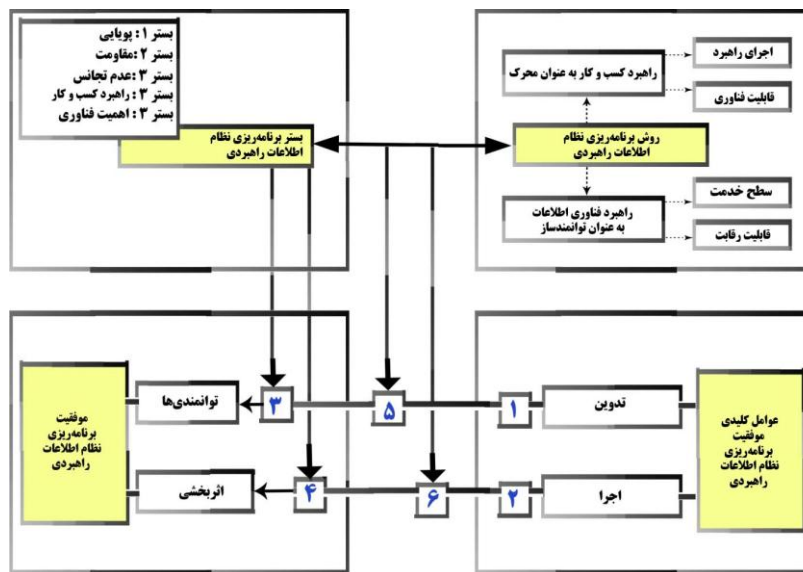 بستر ۱ : پویایی
بستر ۲ :مقاومت
بستر ۳ :عدم تجانس
بستر ۳ : راهبرد کسب و کار
بستر ۳ : اهمیت فناوری
بستر برنامه‌ریزی نظام
اطلاعات راهبردی
راهبرد کسب و کار به عنوان محرک
اجرای راهبرد
قابلیت فناوری
روش برنامه‌ریزی نظام
اطلاعات راهبردی
راهبرد فناوری اطلاعات
به عنوان توانمندساز
سطح خدمت
قابلیت رقابت
عوامل کلیدی
موفقیت
برنامه‌ریزی
نظام اطلاعات
راهبردی
تدوین
۱
۵
۳
توانمندی‌ها
اجرا
۲
۶
۴
اثربخشی
موفقیت
برنامه‌ریزی
نظام اطلاعات
راهبردی